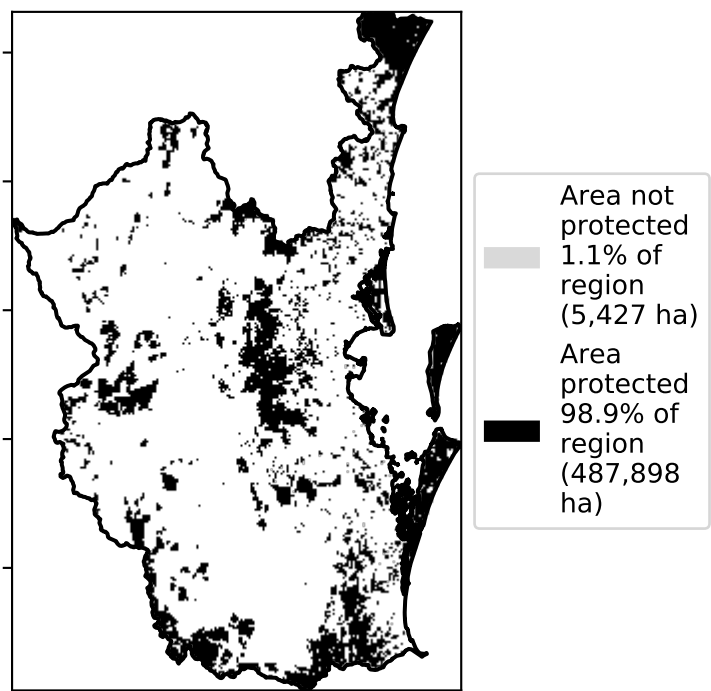 Area not
protected
1.1% of
region
(5,427 ha)
Area
protected
98.9% of
region
(487,898
ha)